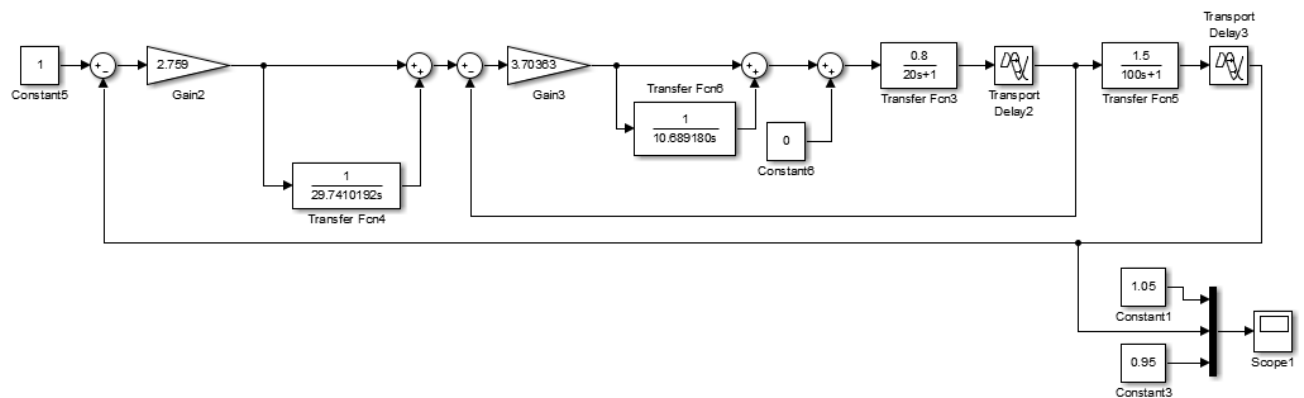 1
Constant5
+
-
2.759
Gain2
1
29.7410192s
Transfer Fcn4
+
+
+
-
3.70363
Gain3
Transfer Fcn6
1
10.689180s
+
+
0
Constant6
+
+
0.8
20s+1
Transfer Fcn3
Transport
Delay2
1.5
100s+1
Transfer Fcn5
Transport
Delay3
1.05
Constant1
0.95
Constant3
Scope1